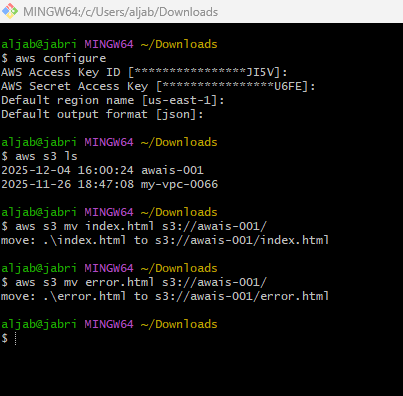 MINGW64:/c/Users/aljab/Downloads
aljab@jabri MINGW64 ~/Downloads
$ aws configure
AWS Access Key ID [****************JI5V]:
AWS Secret Access Key [****************U6FE]:
Default region name [us-east-1]:
Default output format [json]:
aljab@jabri MINGW64 ~/Downloads
$ aws s3 ls
2025-12-04 16:00:24 awais-001
2025-11-26 18:47:08 my-vpc-0066
aljab@jabri MINGW64 ~/Downloads
$ aws s3 mv index.html s3://awais-001/
move: .\index.html to s3://awais-001/index.html
aljab@jabri MINGW64 ~/Downloads
$ aws s3 mv error.html s3://awais-001/
move: .\error.html to s3://awais-001/error.html
aljab@jabri MINGW64 ~/Downloads
$